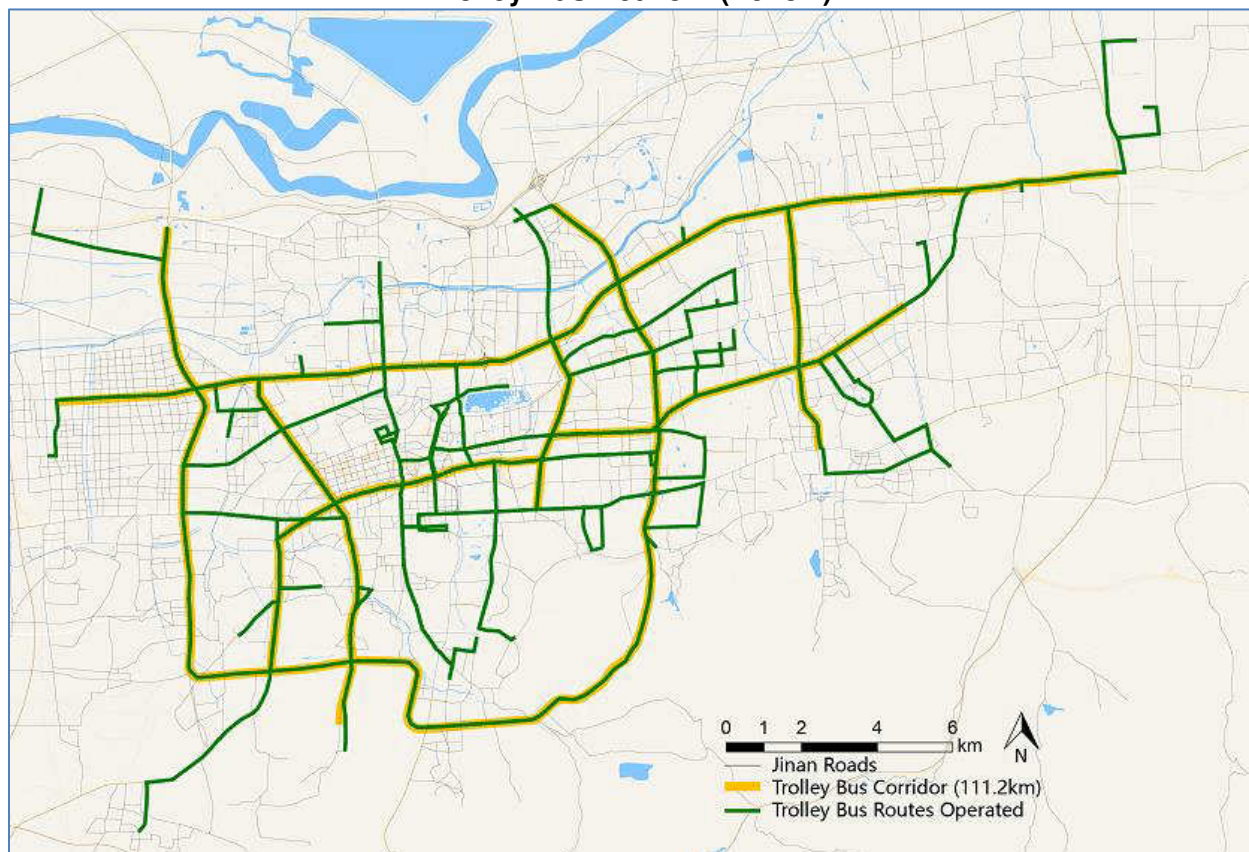 0 1 2 4 6
km
N
Jinan Roads
Trolley Bus Corridor (111.2km)
Trolley Bus Routes Operated